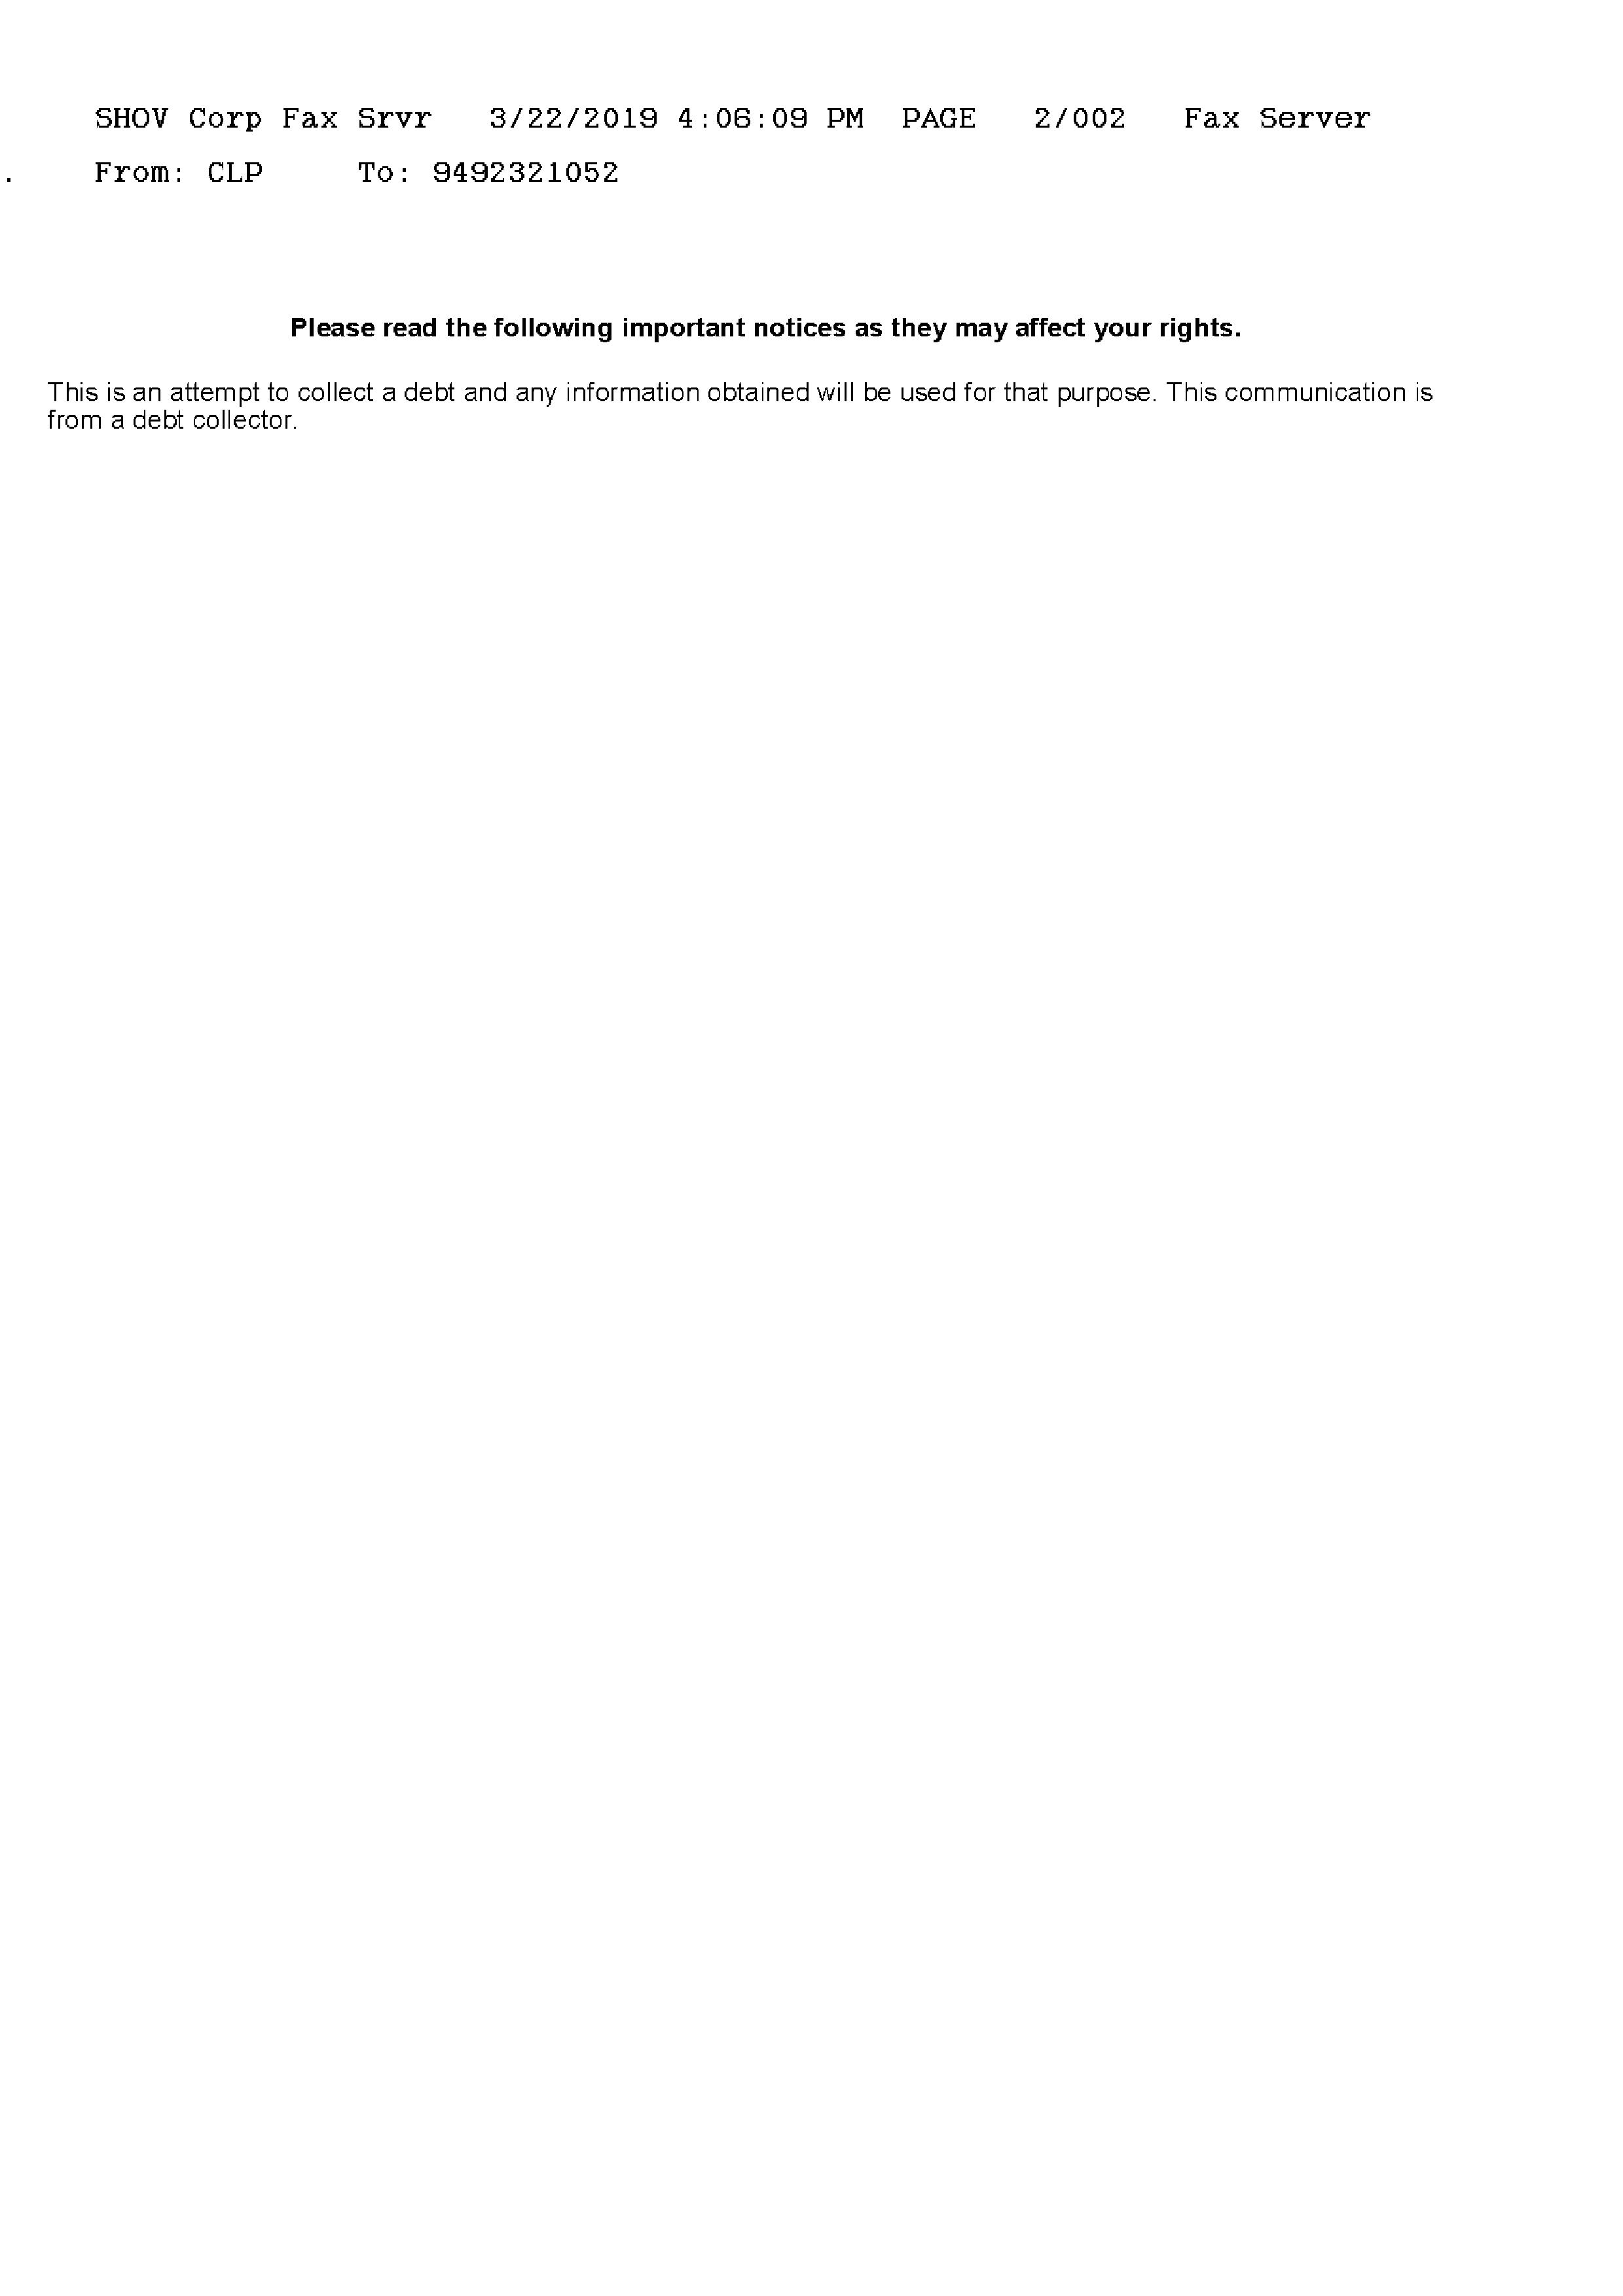 SHOV Corp Fax Srvr 3/22/2019 4:06:09 PM PAGE 2/002 Fax Server
. From: CLP To: 9492321052
Please read the following important notices as they may affect your rights.
This is an attempt to collect a debt and any information obtained will be used for that purpose. This communication is
from a debt collector.